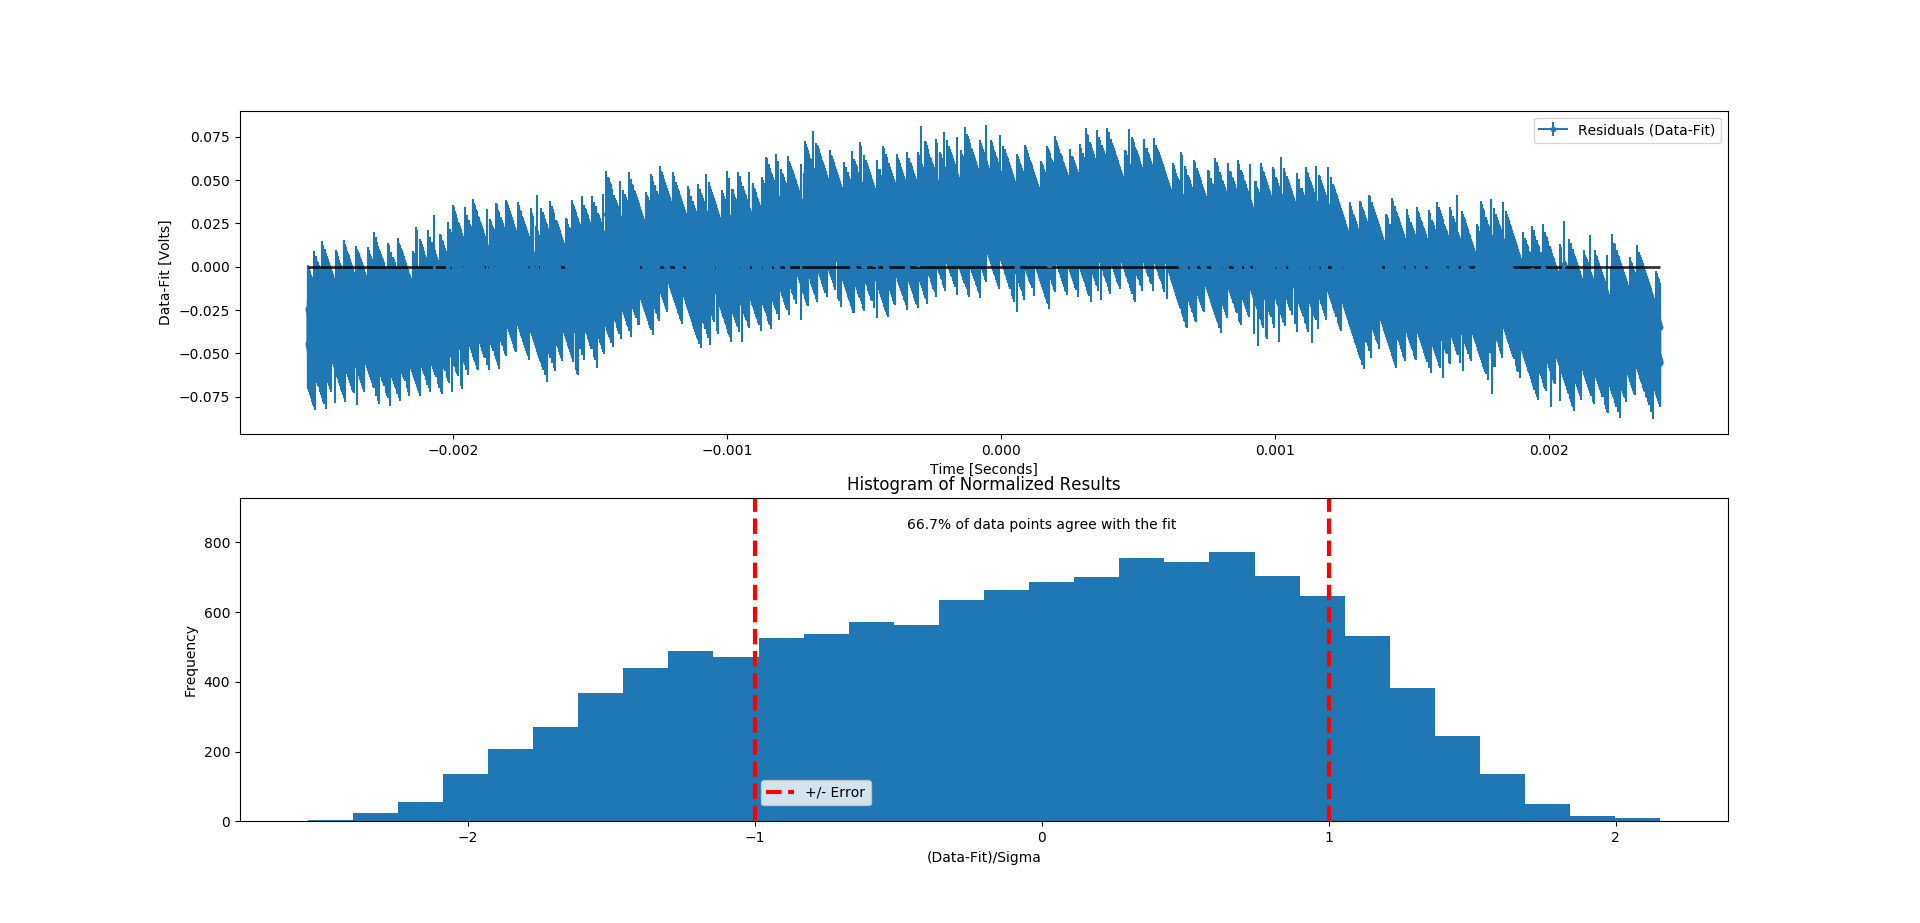 Residuals (Data-Fit)
0.075
0.050
0.025
0.000
−0.025
−0.050
−0.075
Data-Fit [Volts]
−0.002
−0.001
0.000
0.001
0.002
Time [Seconds]
Histogram of Normalized Results
66.7% of data points agree with the fit
800
600
400
200
0
Frequency
+/- Error
−2
−1
0
1
2
(Data-Fit)/Sigma